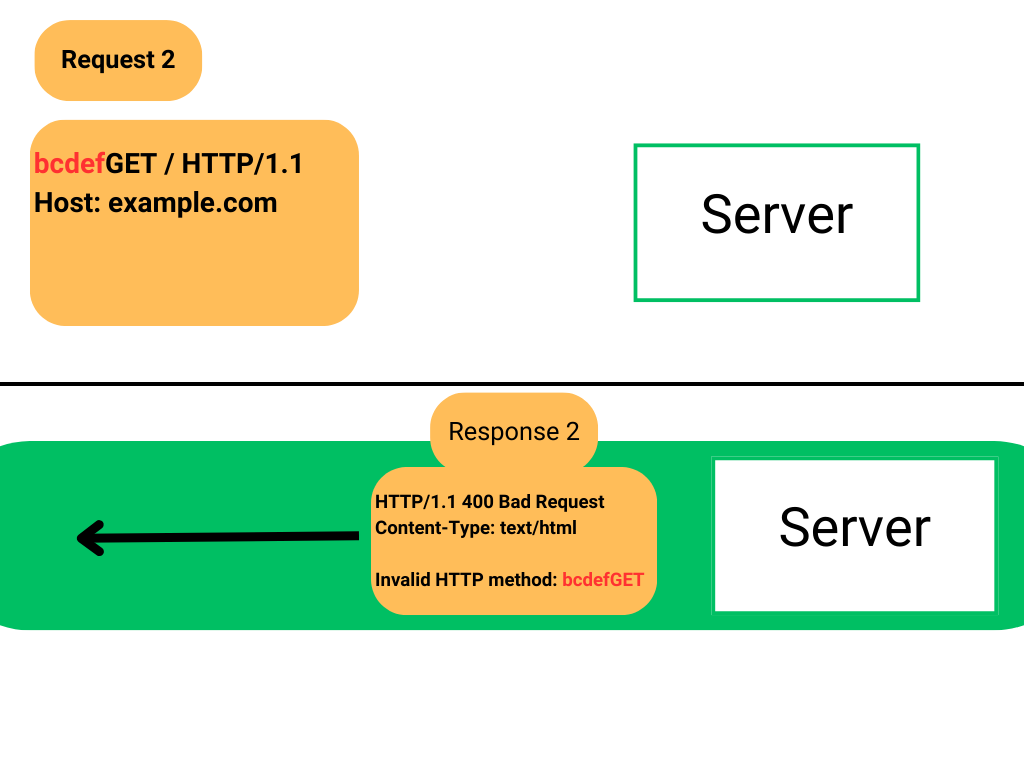 Request 2
bcdefGET / HTTP/1.1
Host: example.com
Server
Response 2
HTTP/1.1 400 Bad Request
Content-Type: text/html
Invalid HTTP method: bcdefGET
Server